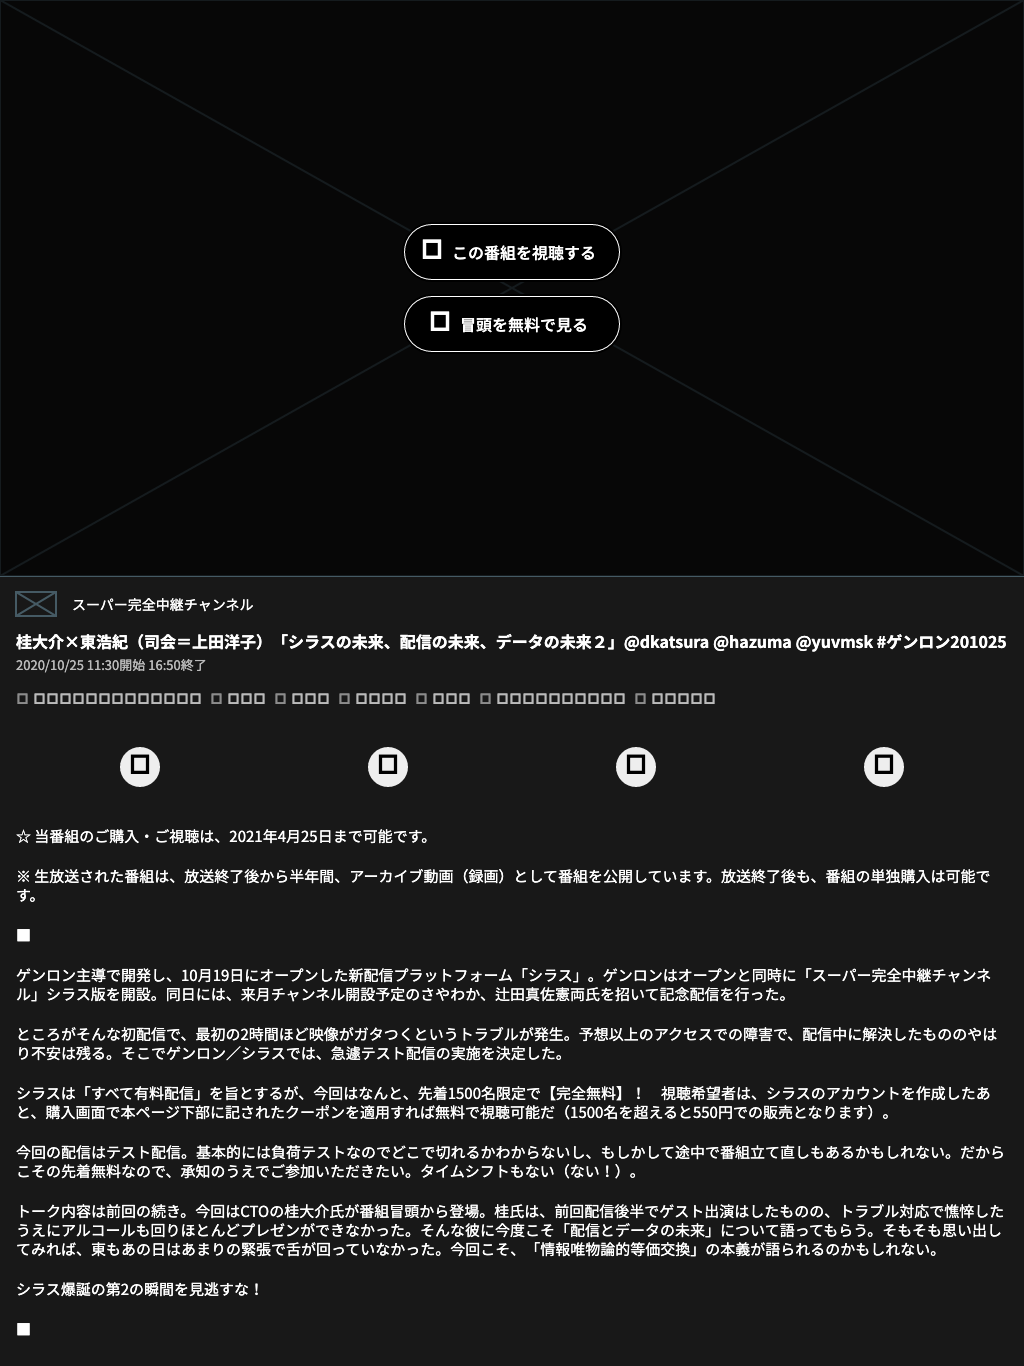 この番組を視聴する
冒頭を無料で見る
スーパー完全中継チャンネル
桂大介×東浩紀（司会＝上田洋子）「シラスの未来、配信の未来、データの未来２」@dkatsura @hazuma @yuvmsk #ゲンロン201025
2020/10/25 11:30開始 16:50終了
☆ 当番組のご購入・ご視聴は、2021年4月25日まで可能です。
※ 生放送された番組は、放送終了後から半年間、アーカイブ動画（録画）として番組を公開しています。放送終了後も、番組の単独購入は可能で
す。
■
ゲンロン主導で開発し、10月19日にオープンした新配信プラットフォーム「シラス」。ゲンロンはオープンと同時に「スーパー完全中継チャンネ
ル」シラス版を開設。同日には、来月チャンネル開設予定のさやわか、辻田真佐憲両氏を招いて記念配信を行った。
ところがそんな初配信で、最初の2時間ほど映像がガタつくというトラブルが発生。予想以上のアクセスでの障害で、配信中に解決したもののやは
り不安は残る。そこでゲンロン／シラスでは、急遽テスト配信の実施を決定した。
シラスは「すべて有料配信」を旨とするが、今回はなんと、先着1500名限定で【完全無料】！　視聴希望者は、シラスのアカウントを作成したあ
と、購入画面で本ページ下部に記されたクーポンを適用すれば無料で視聴可能だ（1500名を超えると550円での販売となります）。
今回の配信はテスト配信。基本的には負荷テストなのでどこで切れるかわからないし、もしかして途中で番組立て直しもあるかもしれない。だから
こその先着無料なので、承知のうえでご参加いただきたい。タイムシフトもない（ない！）。
トーク内容は前回の続き。今回はCTOの桂大介氏が番組冒頭から登場。桂氏は、前回配信後半でゲスト出演はしたものの、トラブル対応で憔悴した
うえにアルコールも回りほとんどプレゼンができなかった。そんな彼に今度こそ「配信とデータの未来」について語ってもらう。そもそも思い出し
てみれば、東もあの日はあまりの緊張で舌が回っていなかった。今回こそ、「情報唯物論的等価交換」の本義が語られるのかもしれない。
シラス爆誕の第2の瞬間を見逃すな！
■